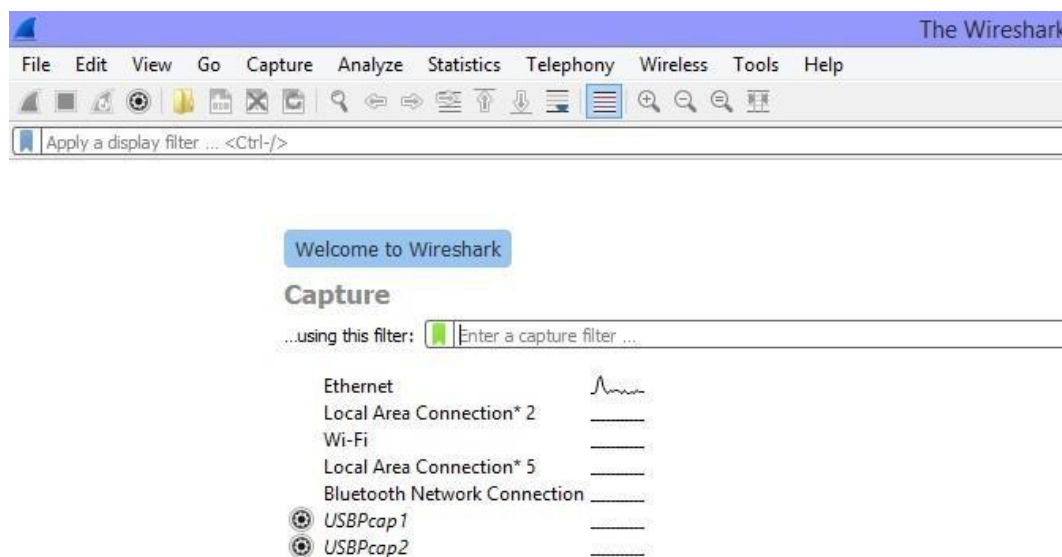 The Wireshark
File Edit View Go Capture Analyze Statistics Telephony Wireless Tools Help
Apply a display filter ... <Ctrl-/>
Welcome to Wireshark
Capture
...using this filter: Enter a capture filter ...
Ethernet
Local Area Connection* 2
Wi-Fi
Local Area Connection* 5
Bluetooth Network Connection
USBPcap1
USBPcap2